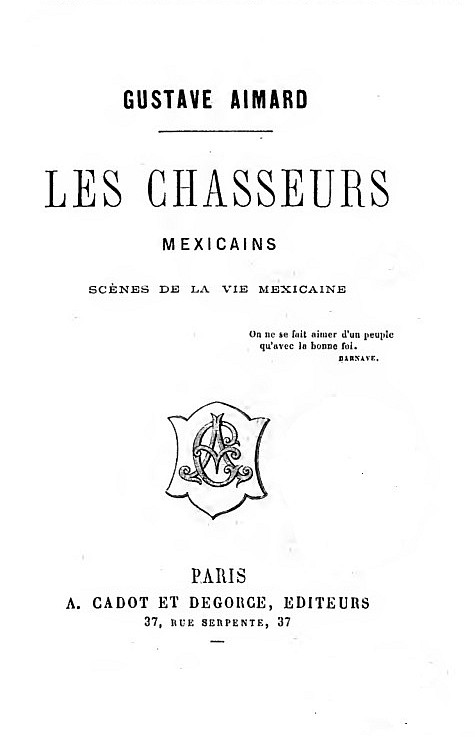 GUSTAVE AIMARD
LES CHASSEURS
MEXICAINS
SCÈNES DE LA VIE MEXICAINE
On ne se fait aimer d'un peuple
qu'avec la bonne foi.
BARNAVE.
PARIS
A. CADOT ET DEGORGE, EDITEURS
37, RUE SERPENTE, 37